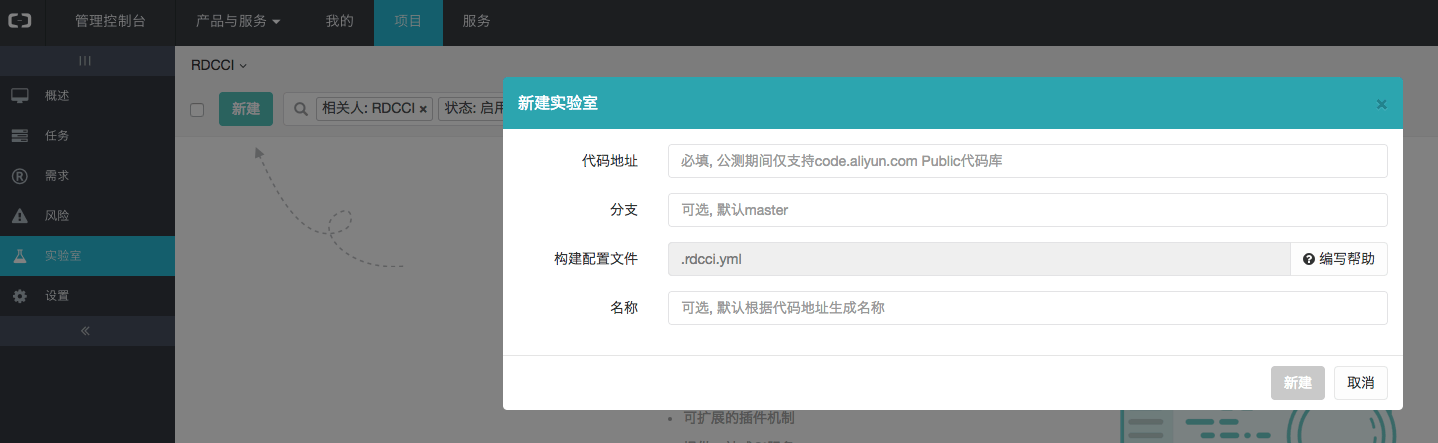 管理控制台 产品与服务 我的 项目 服务
RDCCI
概述
任务
需求
风险
实验室
设置
新建 相关人: RDCCI × 状态: 启用
新建实验室 ×
代码地址 必填, 公测期间仅支持code.aliyun.com Public代码库
分支 可选, 默认master
构建配置文件 .rdcci.yml 编写帮助
名称 可选, 默认根据代码地址生成名称
新建 取消
可扩展的插件机制